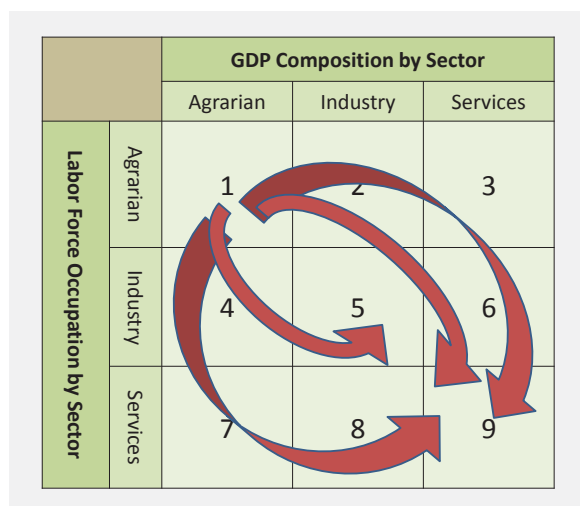 GDP Composition by Sector
Agrarian
Industry
Services
Labor Force Occupation by Sector
Agrarian
1
2
3
Industry
4
5
6
Services
7
8
9